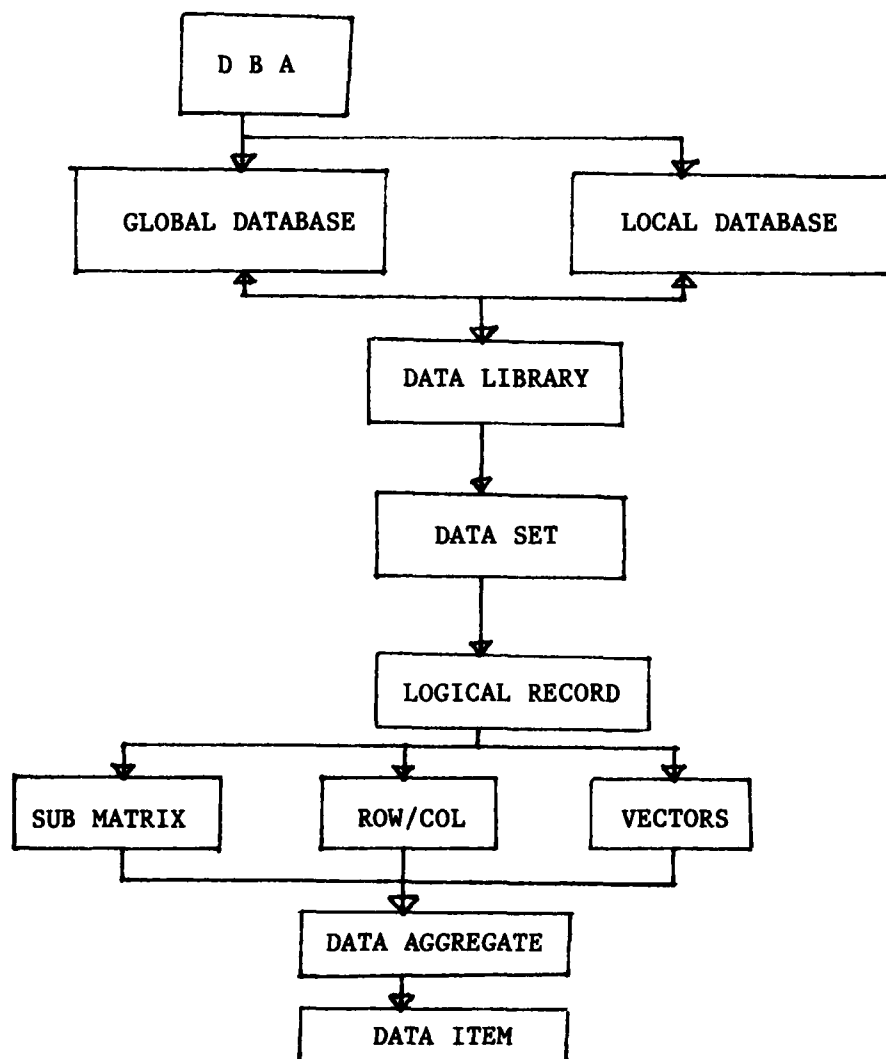 D B A
GLOBAL DATABASE
LOCAL DATABASE
DATA LIBRARY
DATA SET
LOGICAL RECORD
SUB MATRIX
ROW/COL
VECTORS
DATA AGGREGATE
DATA ITEM